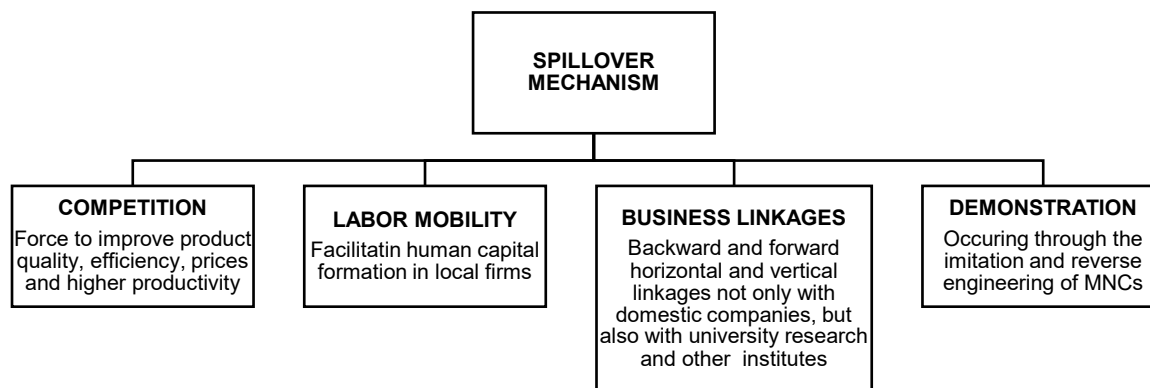 SPILLOVER
MECHANISM
COMPETITION
Force to improve product
quality, efficiency, prices
and higher productivity
LABOR MOBILITY
Facilitatin human capital
formation in local firms
BUSINESS LINKAGES
Backward and forward
horizontal and vertical
linkages not only with
domestic companies, but
also with university research
and other institutes
DEMONSTRATION
Occuring through the
imitation and reverse
engineering of MNCs